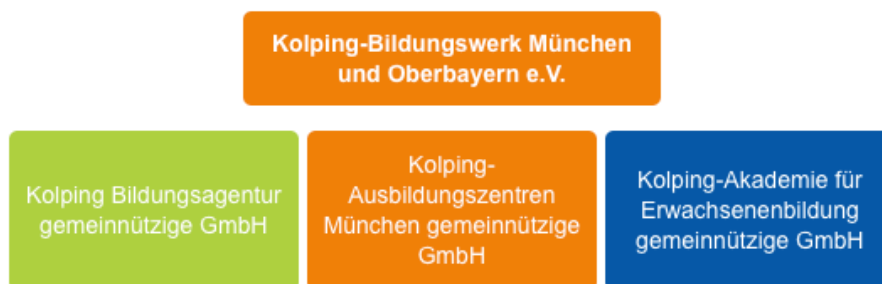 Kolping-Bildungswerk München
und Oberbayern e.V.
Kolping Bildungsagentur
gemeinnützige GmbH
Kolping-
Ausbildungszentren
München gemeinnützige
GmbH
Kolping-Akademie für
Erwachsenenbildung
gemeinnützige GmbH